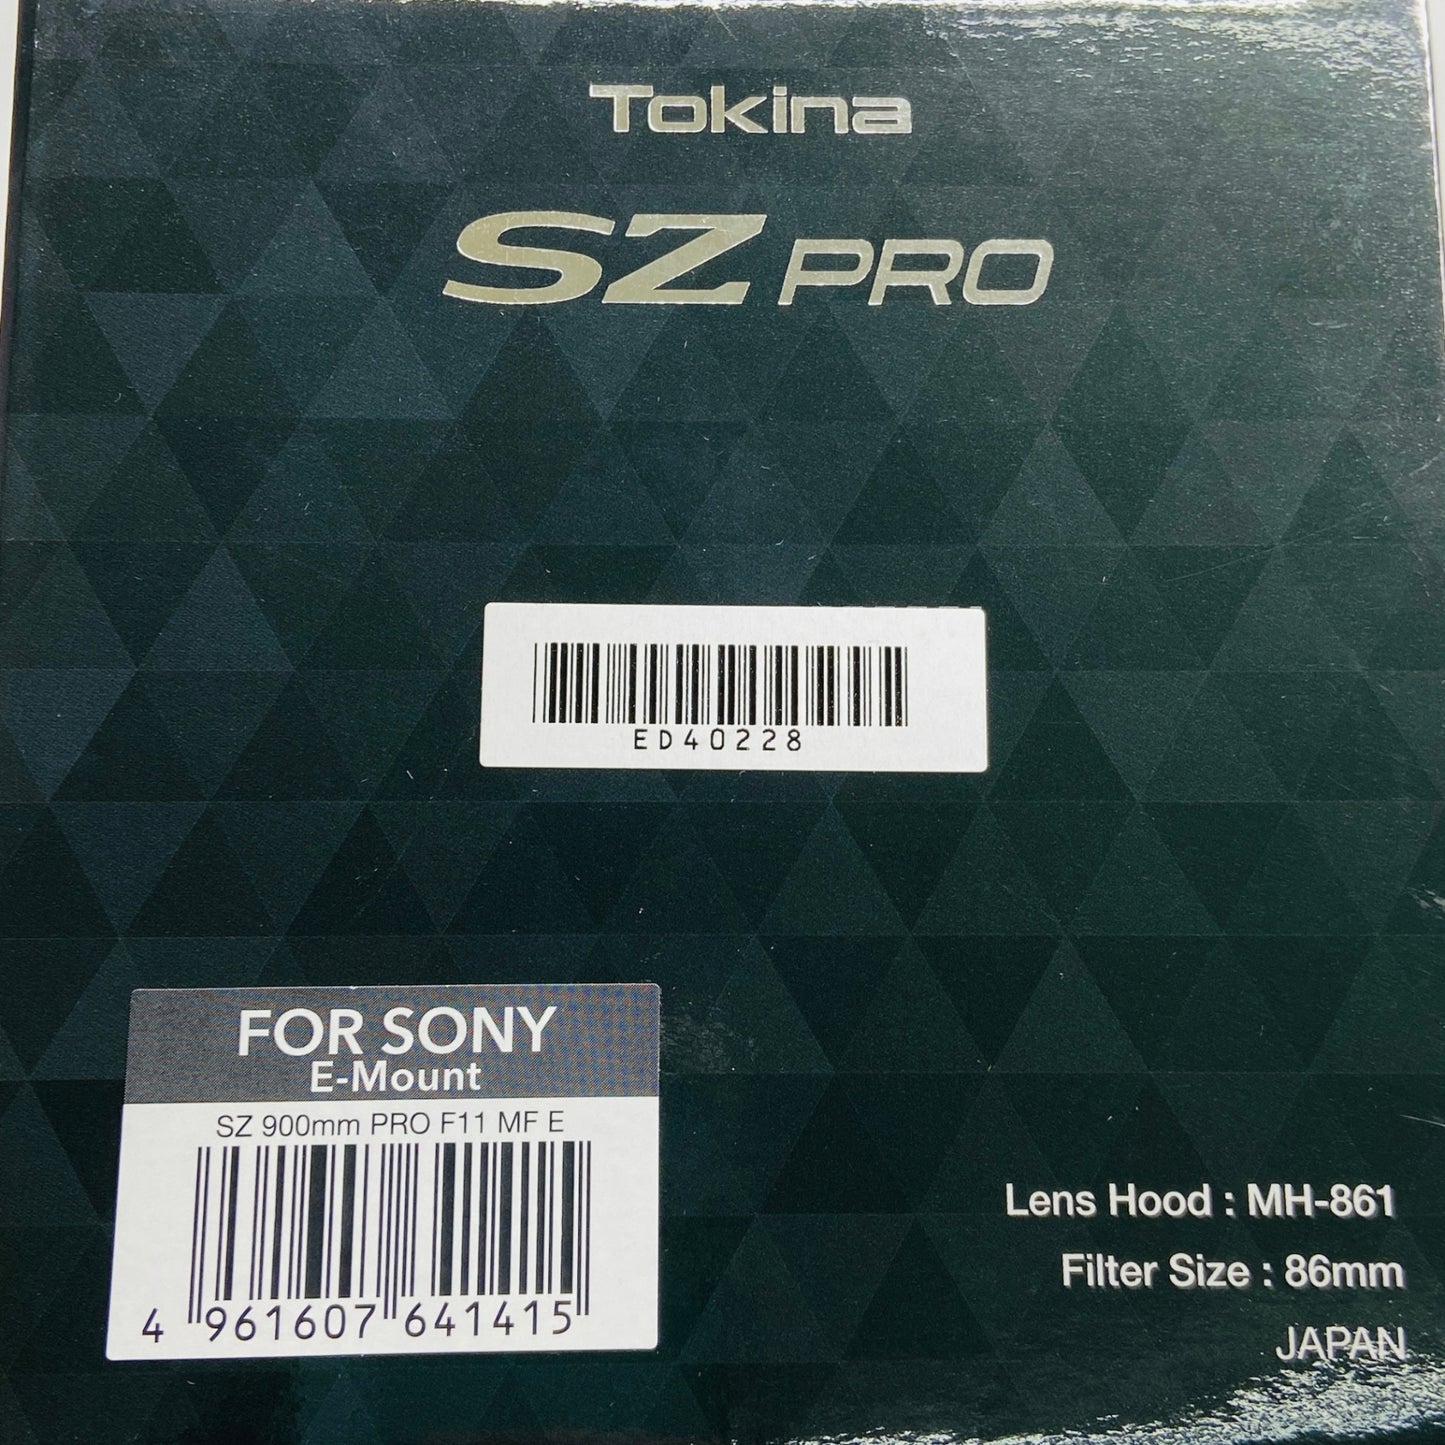 Tokina
SZ PRO
ED40228
FOR SONY
E-Mount
SZ 900mm PRO F11 MF E
4 961607 641415
Lens Hood : MH-861
Filter Size : 86mm
JAPAN